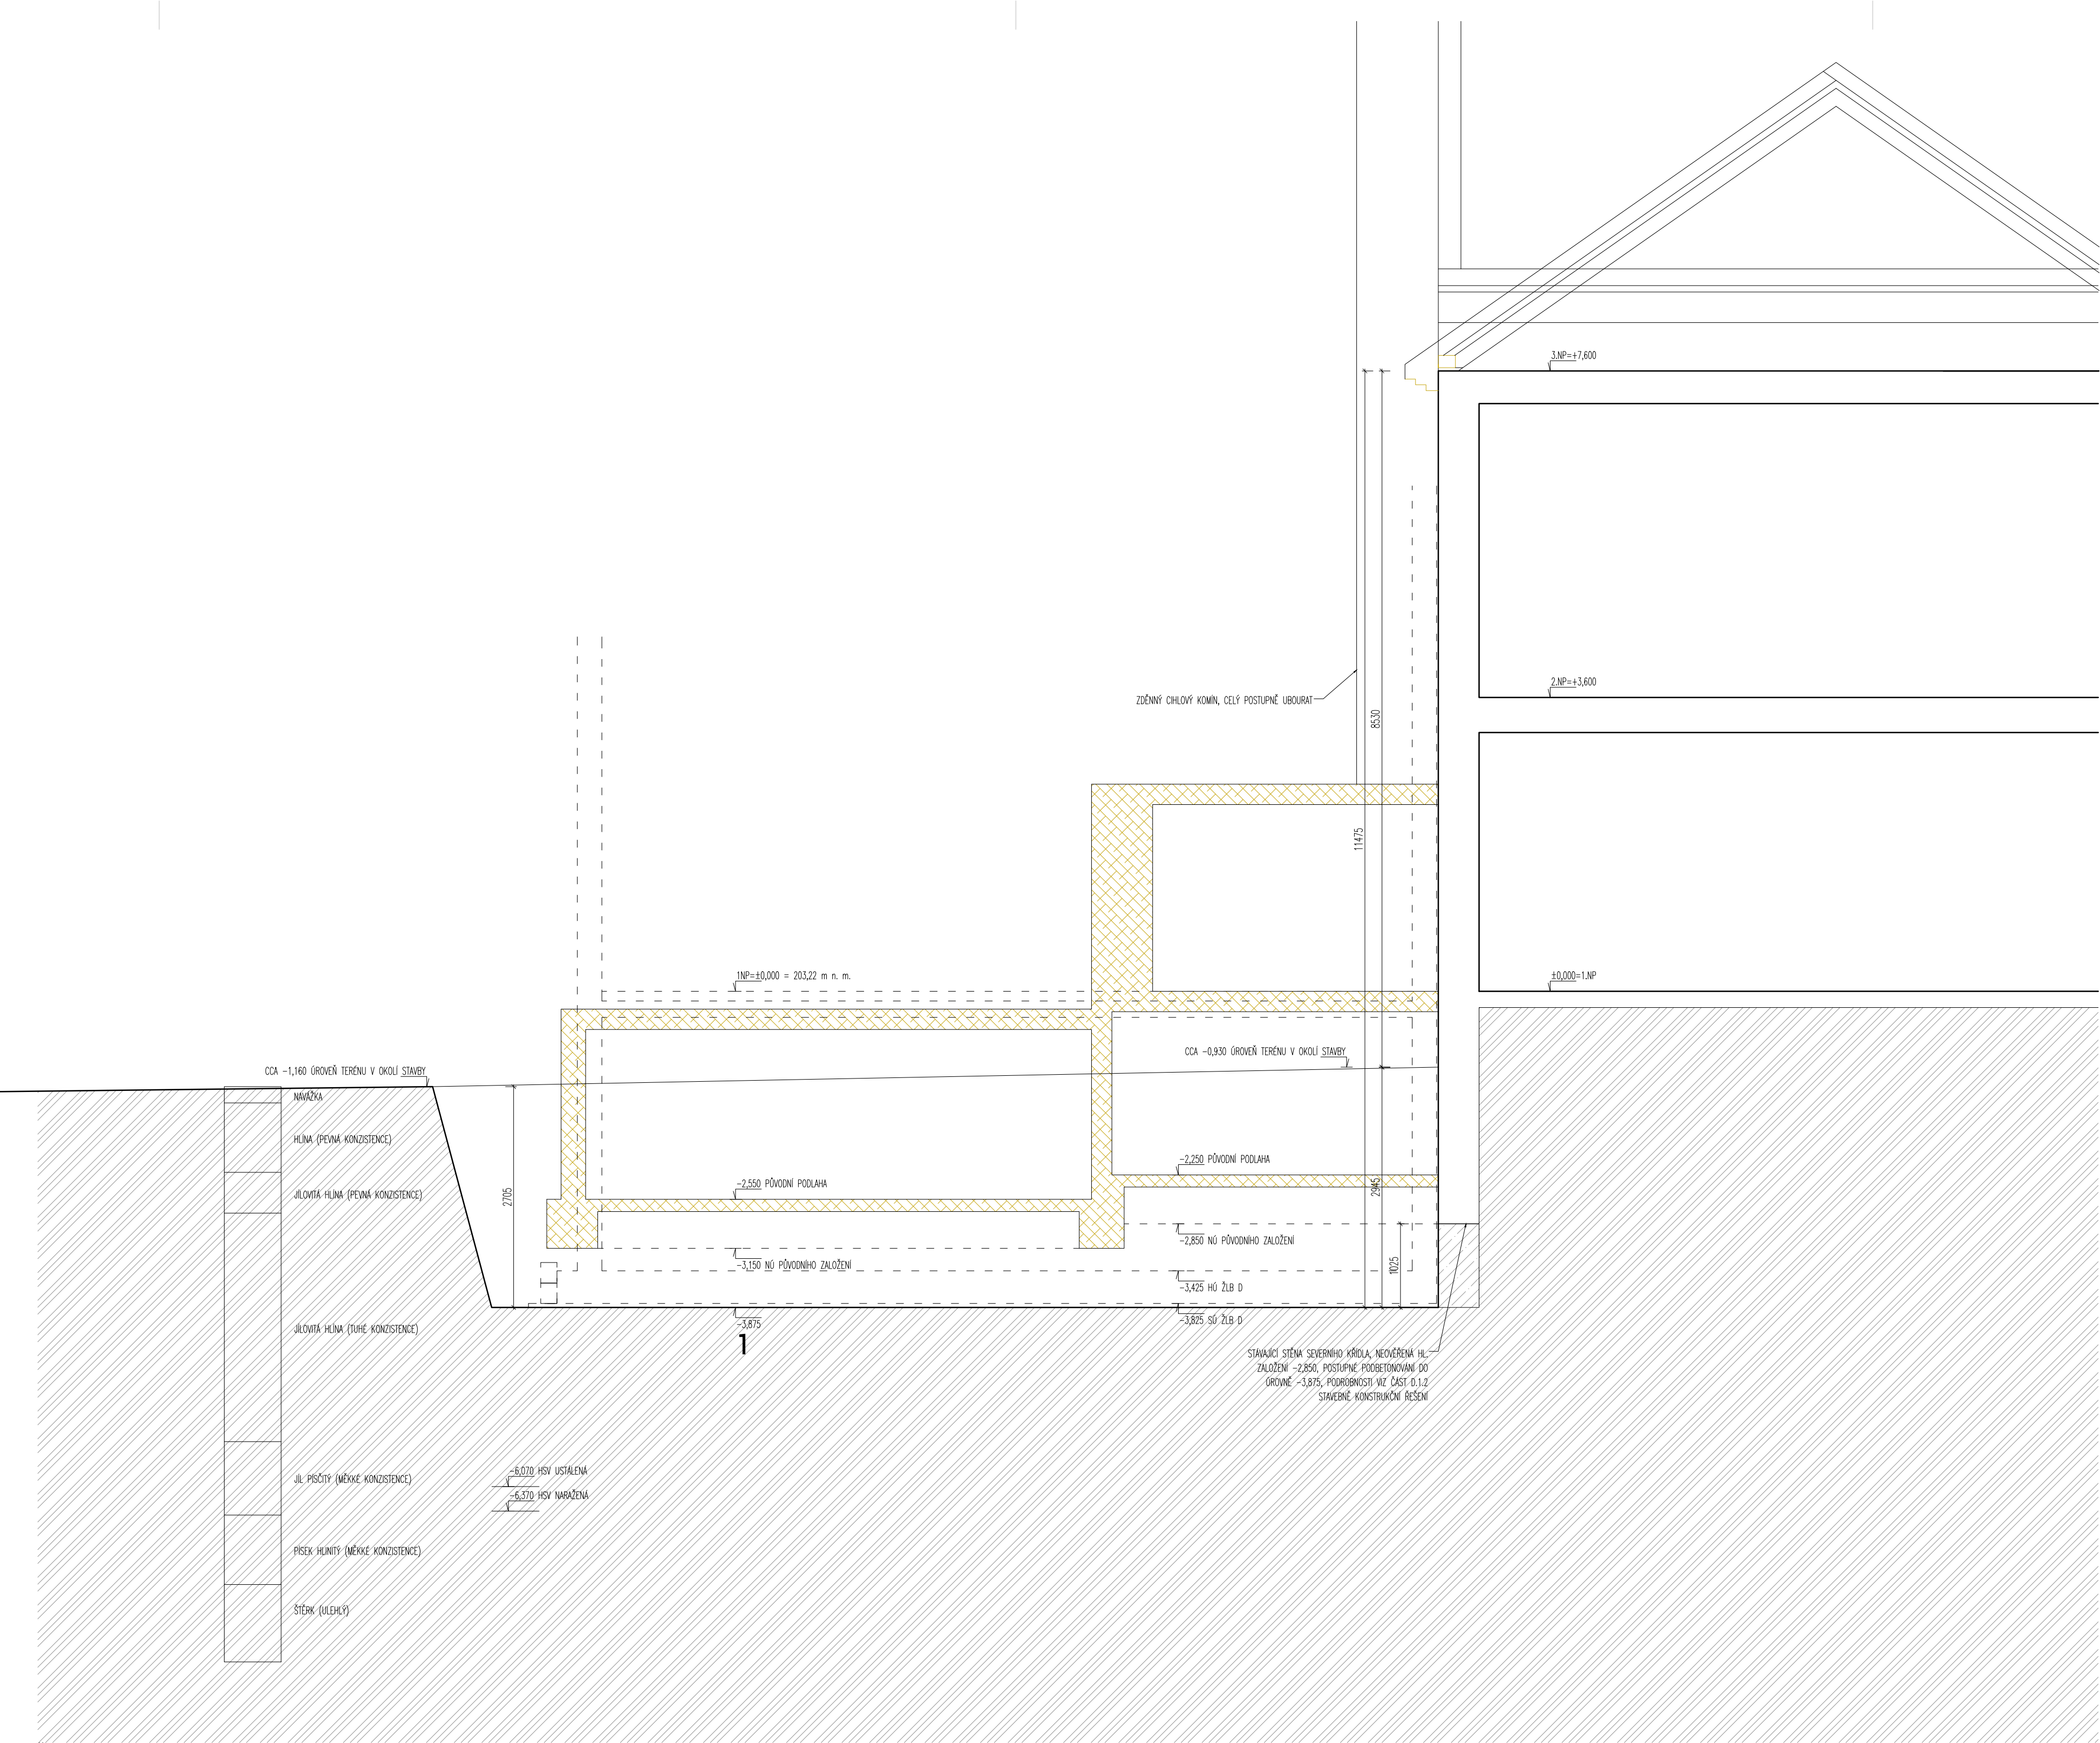 3.NP=+7,600
2.NP=+3,600
ZDĚNNÝ CIHLOVÝ KOMÍN, CELÝ POSTUPNĚ UBOURAT
8530
11475
1NP=±0,000 = 203,22 m n. m.
±0,000=1.NP
CCA -0,930 ÚROVEŇ TERÉNU V OKOLÍ STAVBY
CCA -1,160 ÚROVEŇ TERÉNU V OKOLÍ STAVBY
NAVÁŽKA
HLÍNA (PEVNÁ KONZISTENCE)
-2,250 PŮVODNÍ PODLAHA
-2,550 PŮVODNÍ PODLAHA
2945
JÍLOVITÁ HLÍNA (PEVNÁ KONZISTENCE)
2705
-2,850 NÚ PŮVODNÍHO ZALOŽENÍ
-3,150 NÚ PŮVODNÍHO ZALOŽENÍ
1025
-3,425 HÚ ŽLB D
-3,825 SÚ ŽLB D
-3,875
1
JÍLOVITÁ HLÍNA (TUHÉ KONZISTENCE)
STÁVAJÍCÍ STĚNA SEVERNÍHO KŘÍDLA, NEOVĚŘENÁ HL.
ZALOŽENÍ -2,850, POSTUPNÉ PODBETONOVÁNÍ DO
ÚROVNĚ -3,875, PODROBNOSTI VIZ ČÁST D.1.2
STAVEBNĚ KONSTRUKČNÍ ŘEŠENÍ
-6,070 HSV USTÁLENÁ
JÍL PÍSČITÝ (MĚKKÉ KONZISTENCE)
-6,370 HSV NARAŽENÁ
PÍSEK HLINITÝ (MĚKKÉ KONZISTENCE)
ŠTĚRK (ULEHLÝ)